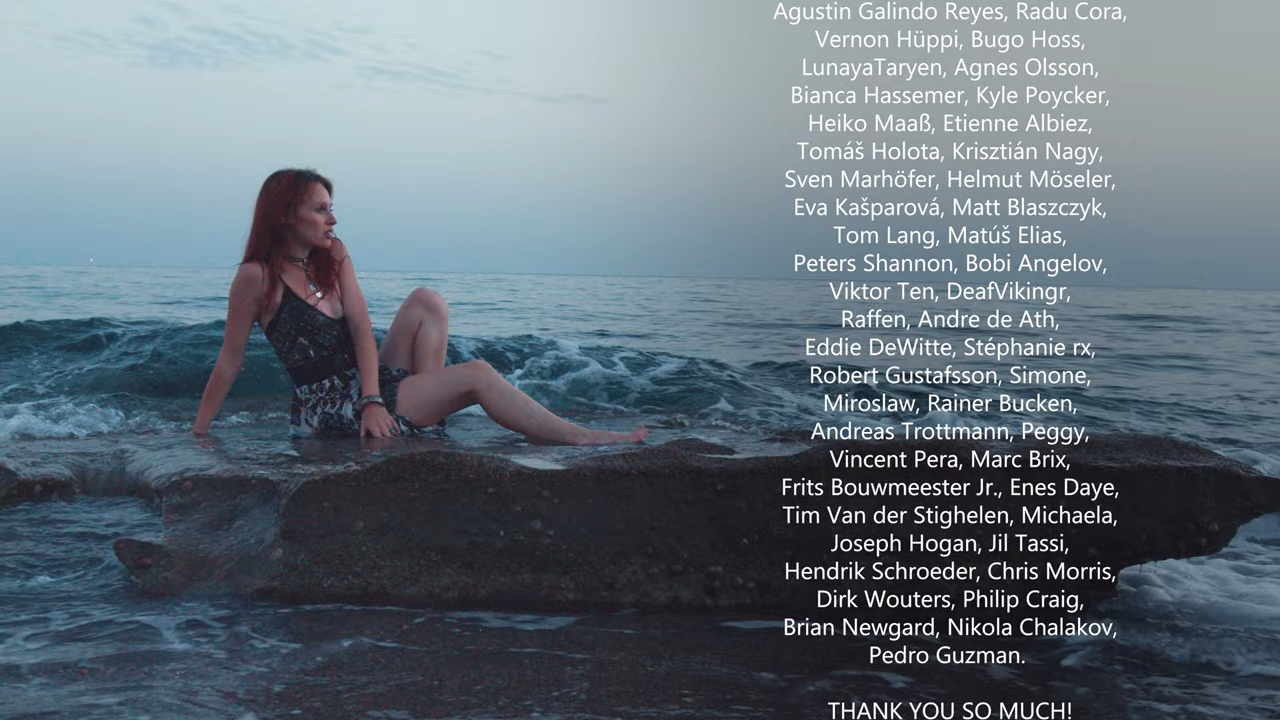 Agustin Galindo Reyes, Radu Cora,
Vernon Hüppi, Bugo Hoss,
LunayaTaryen, Agnes Olsson,
Bianca Hassemer, Kyle Poycker,
Heiko Maaß, Etienne Albiez,
Tomáš Holota, Krisztián Nagy,
Sven Marhöfer, Helmut Möseler,
Eva Kašparová, Matt Blaszczyk,
Tom Lang, Matúš Elias,
Peters Shannon, Bobi Angelov,
Viktor Ten, DeafVikingr,
Raffen, Andre de Ath,
Eddie DeWitte, Stéphanie rx,
Robert Gustafsson, Simone,
Miroslaw, Rainer Bucken,
Andreas Trottmann, Peggy,
Vincent Pera, Marc Brix,
Frits Bouwmeester Jr., Enes Daye,
Tim Van der Stighelen, Michaela,
Joseph Hogan, Jil Tassi,
Hendrik Schroeder, Chris Morris,
Dirk Wouters, Philip Craig,
Brian Newgard, Nikola Chalakov,
Pedro Guzman.
THANK YOU SO MUCH!